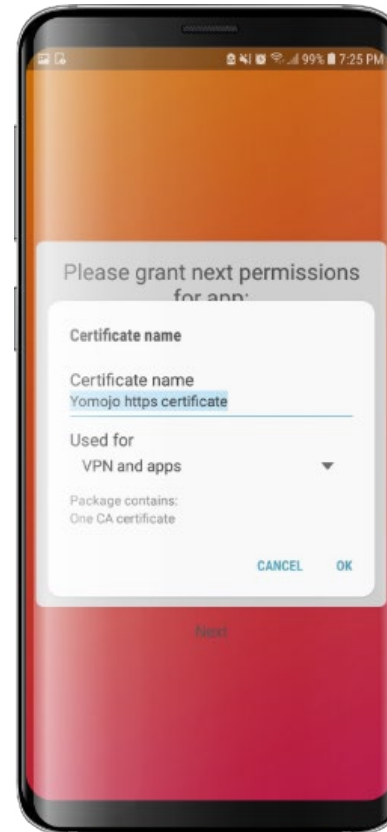 99% 7:25 PM
Please grant next permissions
for app:
Certificate name
Certificate name
Yomojo https certificate
Used for
VPN and apps
Package contains:
One CA certificate
CANCEL OK
Next